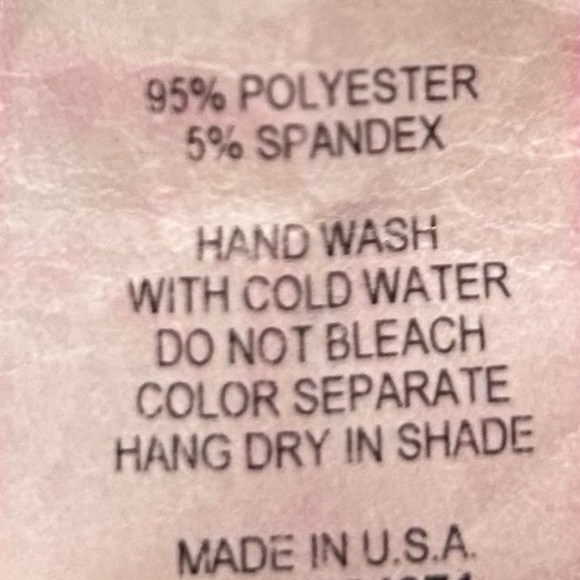 95% POLYESTER
5% SPANDEX
HAND WASH
WITH COLD WATER
DO NOT BLEACH
COLOR SEPARATE
HANG DRY IN SHADE
MADE IN U.S.A.